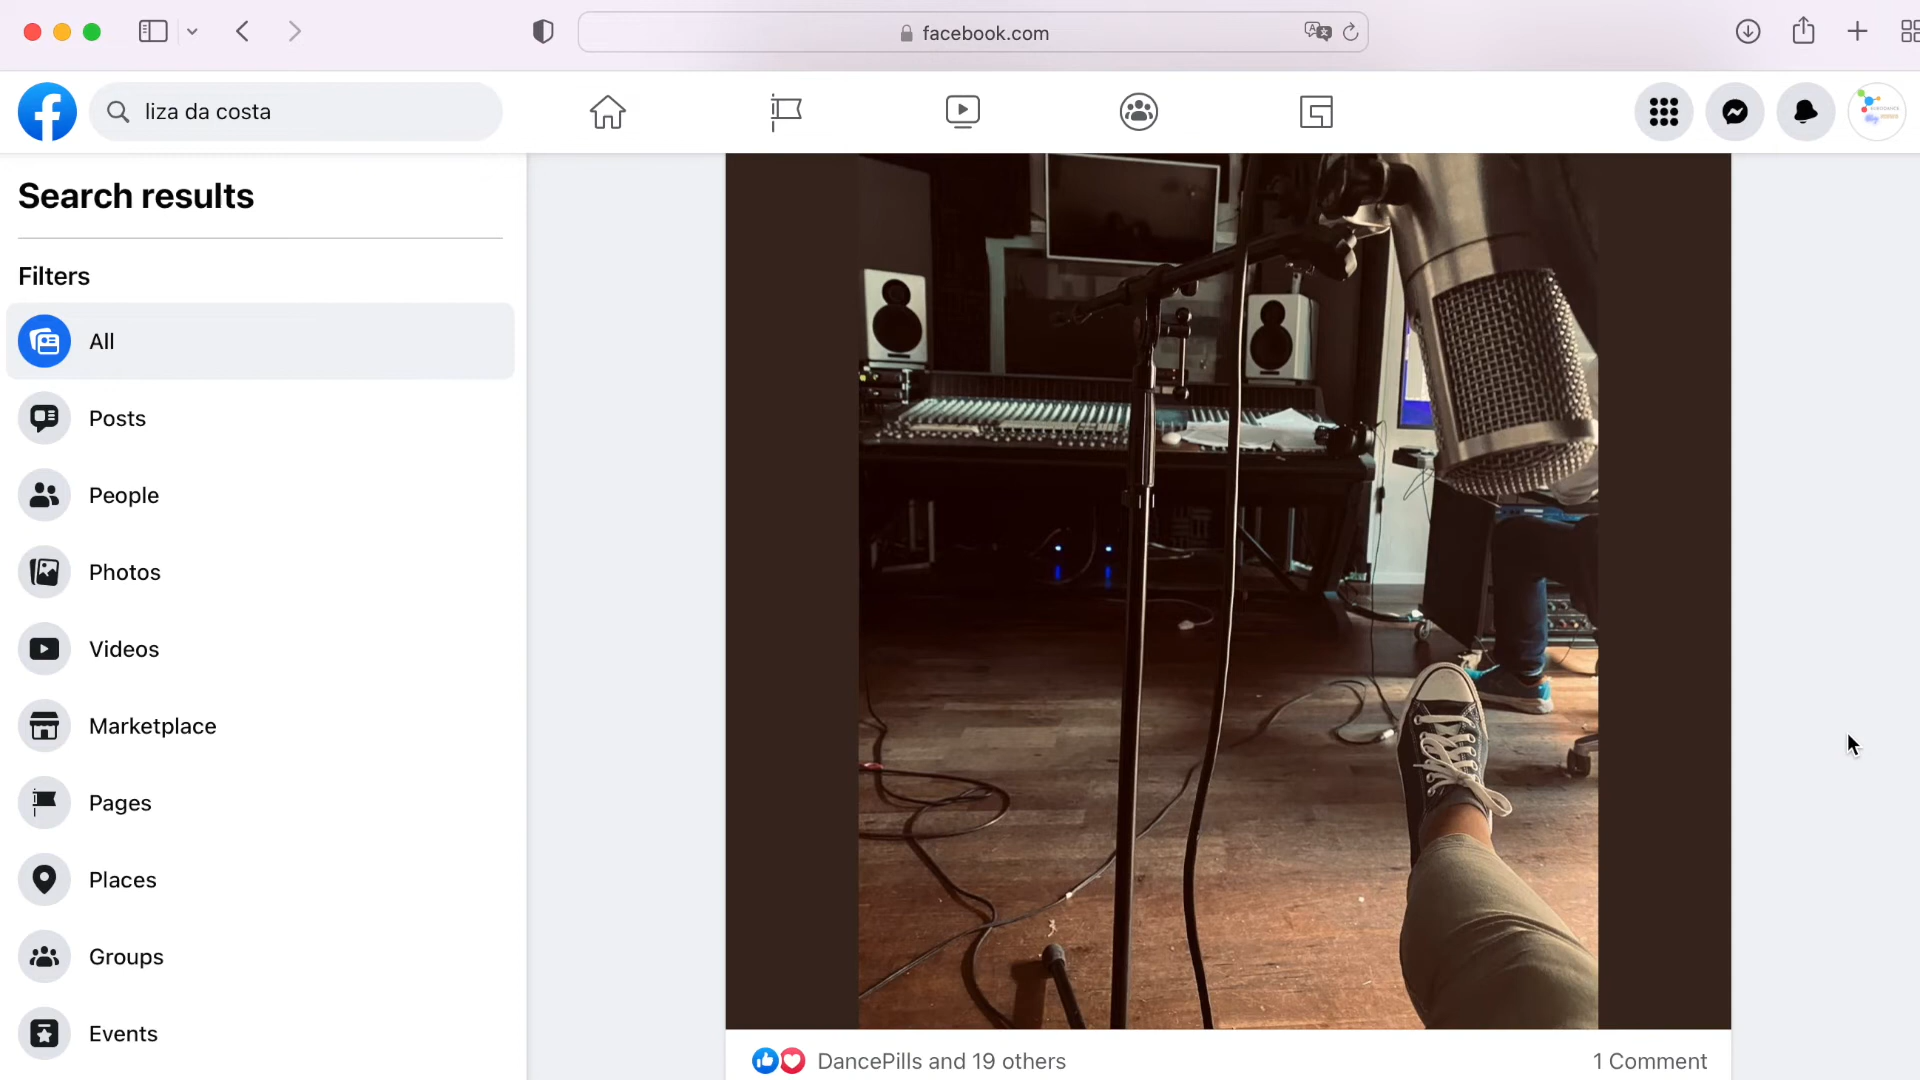 facebook.com
liza da costa
Search results
Filters
All
Posts
People
Photos
Videos
Marketplace
Pages
Places
Groups
Events
DancePills and 19 others
1 Comment